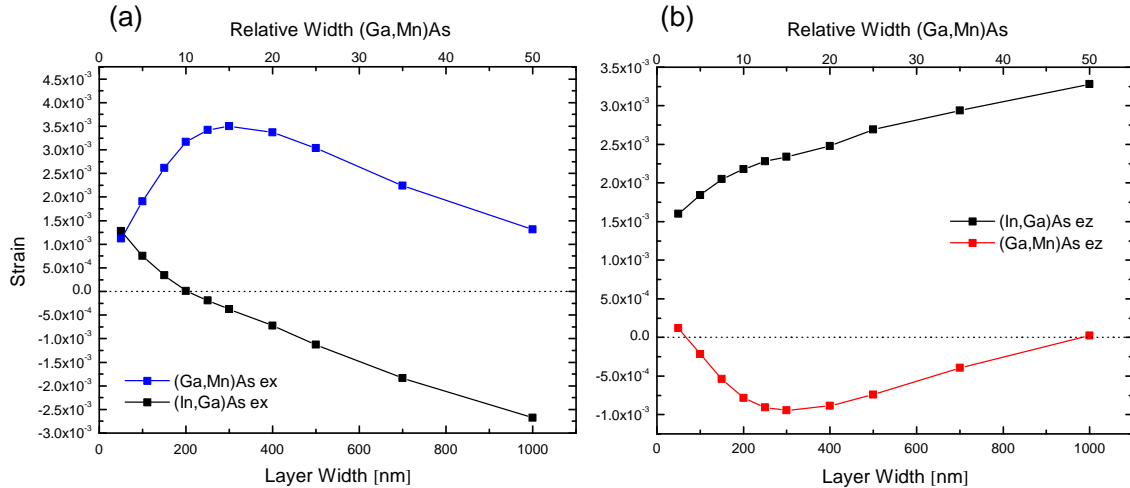 (a)
Relative Width (Ga,Mn)As
0 10 20 30 40 50
4.5x10⁻³
4.0x10⁻³
3.5x10⁻³
3.0x10⁻³
2.5x10⁻³
2.0x10⁻³
1.5x10⁻³
1.0x10⁻³
5.0x10⁻⁴
0.0
-5.0x10⁻⁴
-1.0x10⁻³
-1.5x10⁻³
-2.0x10⁻³
-2.5x10⁻³
-3.0x10⁻³
Strain
(Ga,Mn)As ex
(In,Ga)As ex
0 200 400 600 800 1000
Layer Width [nm]
(b)
Relative Width (Ga,Mn)As
0 10 20 30 40 50
3.5x10⁻³
3.0x10⁻³
2.5x10⁻³
2.0x10⁻³
1.5x10⁻³
1.0x10⁻³
5.0x10⁻⁴
0.0
-5.0x10⁻⁴
-1.0x10⁻³
(In,Ga)As ez
(Ga,Mn)As ez
0 200 400 600 800 1000
Layer Width [nm]